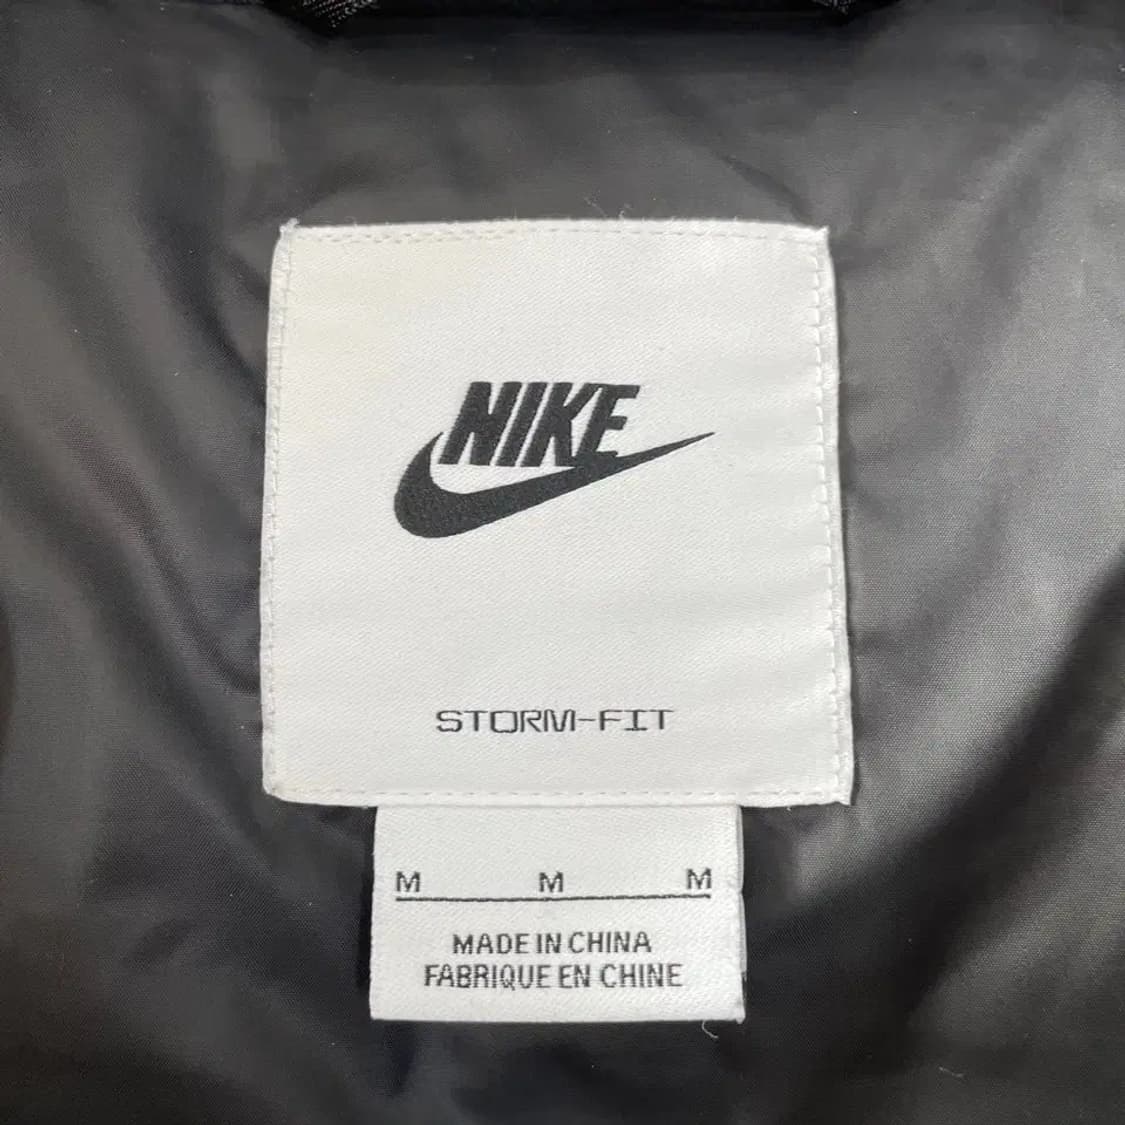 NIKE
STORM-FIT
M M M
MADE IN CHINA
FABRIQUE EN CHINE